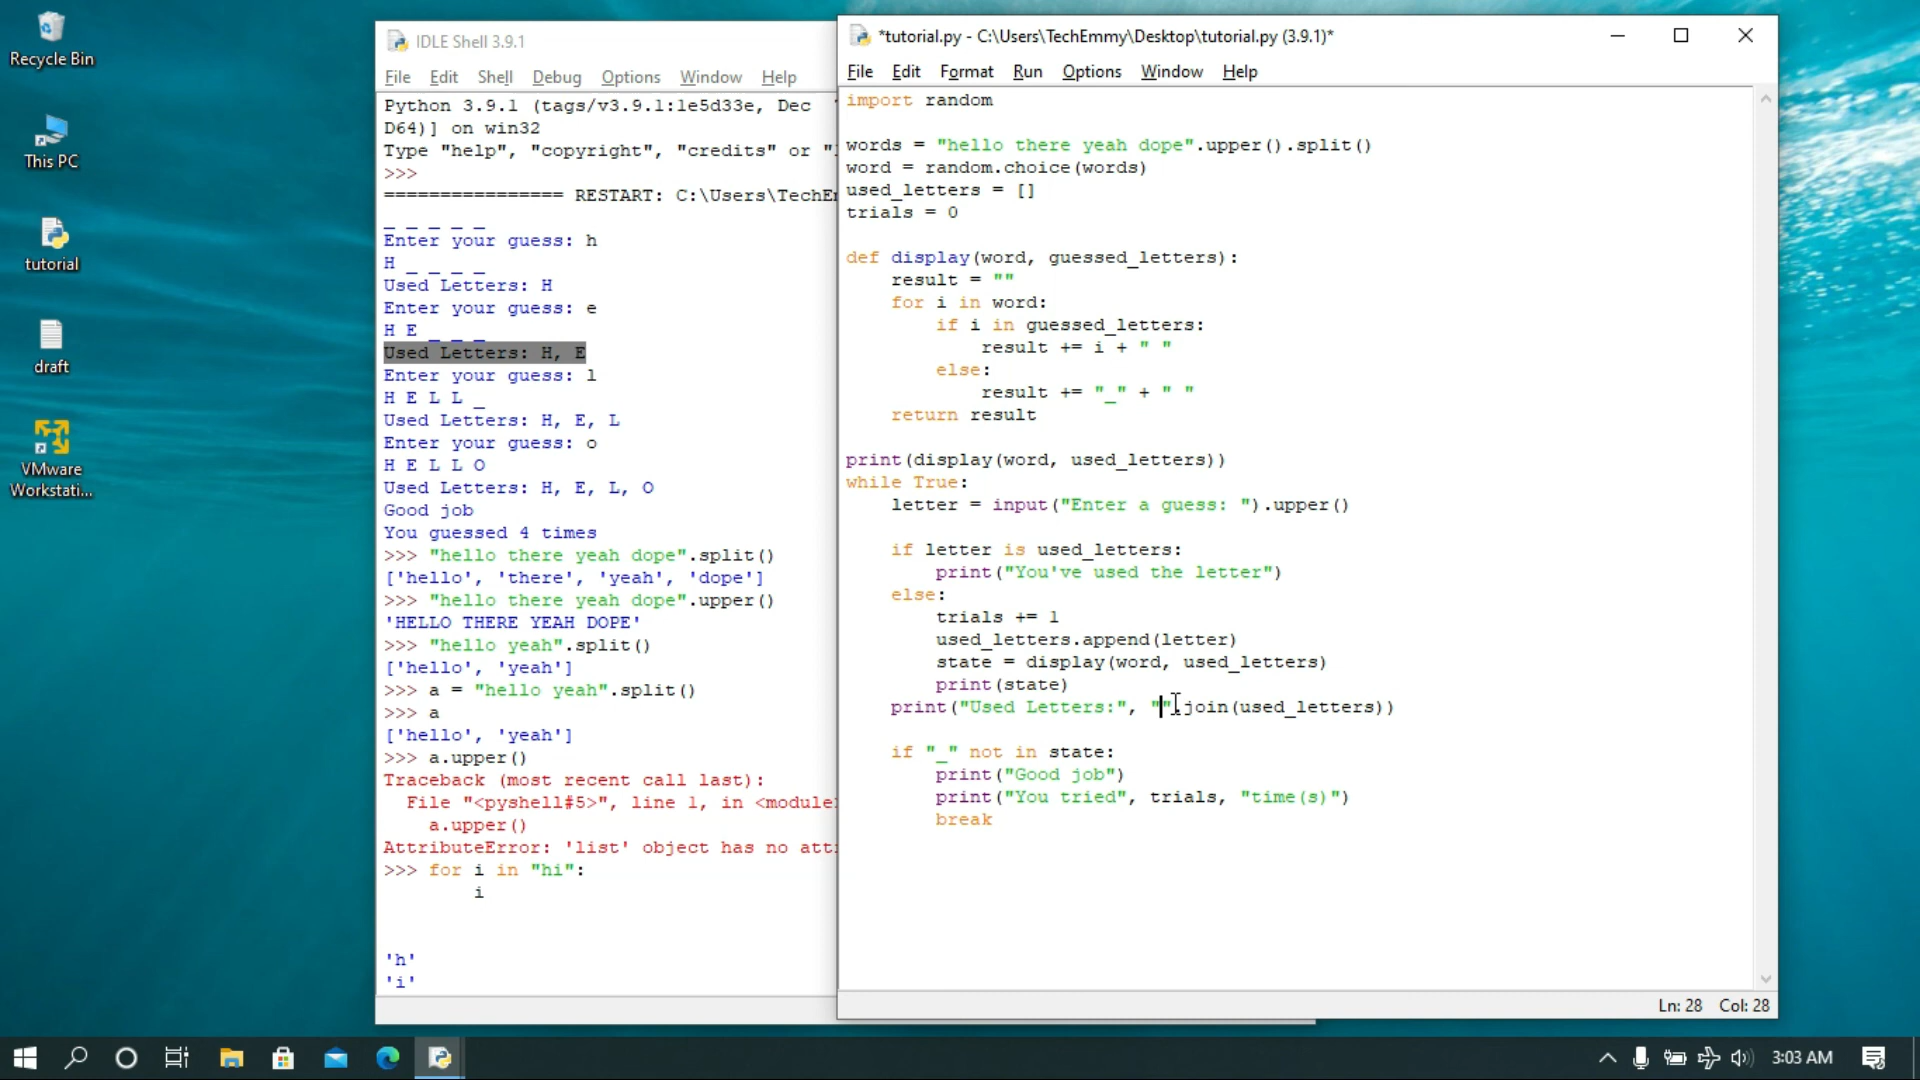 Recycle Bin
This PC
tutorial
draft
VMware
Workstati...
IDLE Shell 3.9.1
File Edit Shell Debug Options Window Help
Python 3.9.1 (tags/v3.9.1:1e5d33e, Dec
D64)] on win32
Type "help", "copyright", "credits" or
>>>
================ RESTART: C:\Users\TechEm
_ _ _ _ _
Enter your guess: h
H _ _ _ _
Used Letters: H
Enter your guess: e
H E _ _ _
Used Letters: H, E
Enter your guess: l
H E L L _
Used Letters: H, E, L
Enter your guess: o
H E L L O
Used Letters: H, E, L, O
Good job
You guessed 4 times
>>> "hello there yeah dope".split()
['hello', 'there', 'yeah', 'dope']
>>> "hello there yeah dope".upper()
'HELLO THERE YEAH DOPE'
>>> "hello yeah".split()
['hello', 'yeah']
>>> a = "hello yeah".split()
>>> a
['hello', 'yeah']
>>> a.upper()
Traceback (most recent call last):
File "<pyshell#5>", line 1, in <module
a.upper()
AttributeError: 'list' object has no att
>>> for i in "hi":
i
'h'
'i'
*tutorial.py - C:\Users\TechEmmy\Desktop\tutorial.py (3.9.1)*
File Edit Format Run Options Window Help
import random
words = "hello there yeah dope".upper().split()
word = random.choice(words)
used_letters = []
trials = 0
def display(word, guessed_letters):
result = ""
for i in word:
if i in guessed_letters:
result += i + " "
else:
result += "_" + " "
return result
print(display(word, used_letters))
while True:
letter = input("Enter a guess: ").upper()
if letter is used_letters:
print("You've used the letter")
else:
trials += 1
used_letters.append(letter)
state = display(word, used_letters)
print(state)
print("Used Letters:", "".join(used_letters))
if "_" not in state:
print("Good job")
print("You tried", trials, "time(s)")
break
Ln: 28 Col: 28
3:03 AM